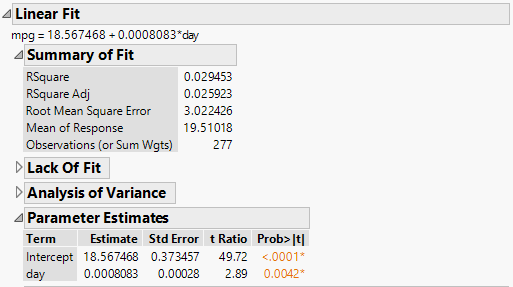 Linear Fit
mpg = 18.567468 + 0.0008083*day
Summary of Fit
RSquare 0.029453
RSquare Adj 0.025923
Root Mean Square Error 3.022426
Mean of Response 19.51018
Observations (or Sum Wgts) 277
Lack Of Fit
Analysis of Variance
Parameter Estimates
Term Estimate Std Error t Ratio Prob>|t|
Intercept 18.567468 0.373457 49.72 <.0001*
day 0.0008083 0.00028 2.89 0.0042*